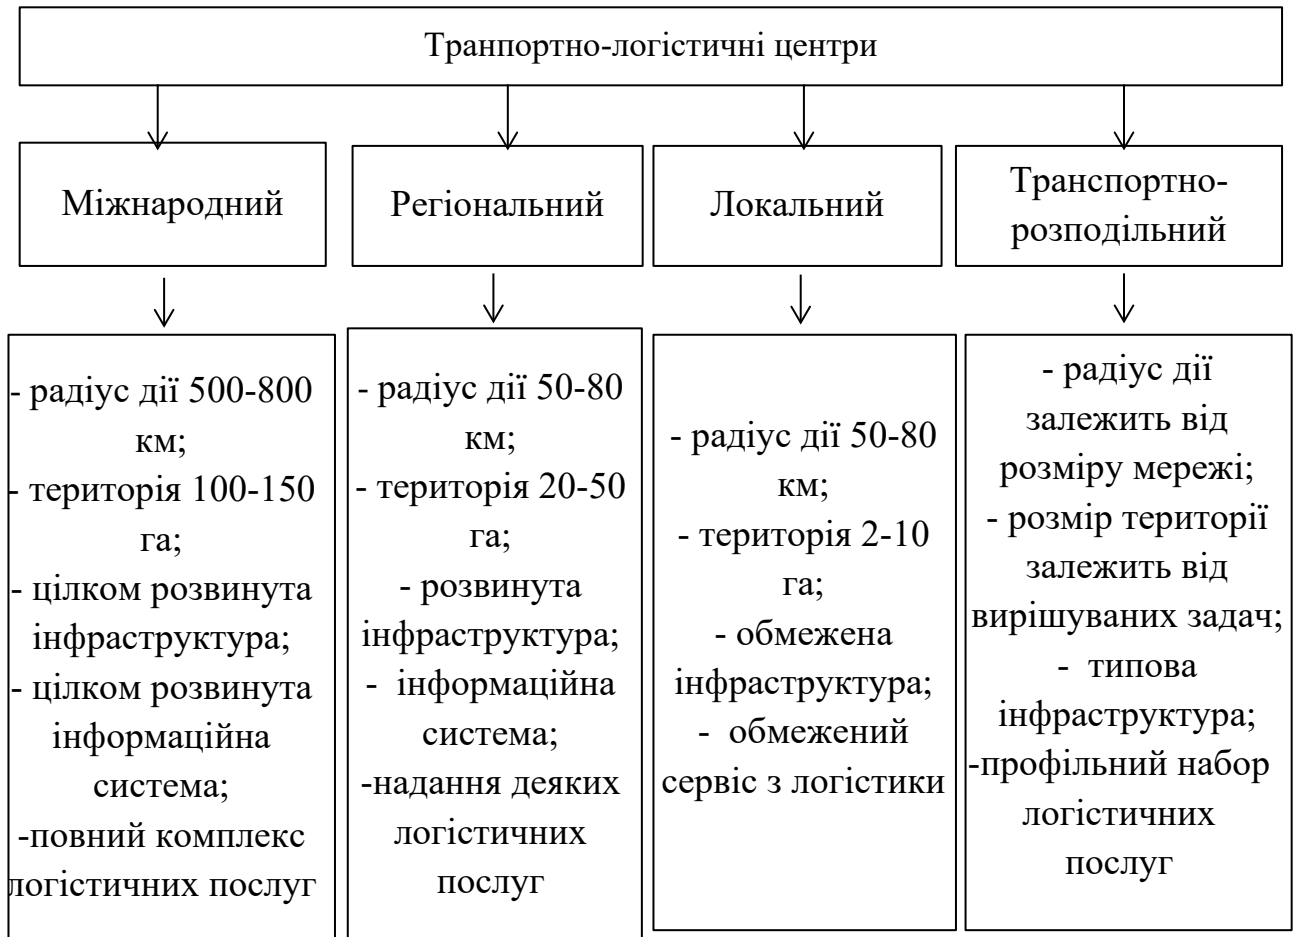 Транпортно-логістичні центри
Міжнародний
Регіональний
Локальний
Транспортно-
розподільний
- радіус дії 500-800
км;
- територія 100-150
га;
- цілком розвинута
інфраструктура;
- цілком розвинута
інформаційна
система;
-повний комплекс
логістичних послуг
- радіус дії 50-80
км;
- територія 20-50
га;
- розвинута
інфраструктура;
- інформаційна
система;
-надання деяких
логістичних
послуг
- радіус дії 50-80
км;
- територія 2-10
га;
- обмежена
інфраструктура;
- обмежений
сервіс з логістики
- радіус дії
залежить від
розміру мережі;
- розмір території
залежить від
вирішуваних задач;
- типова
інфраструктура;
-профільний набор
логістичних
послуг